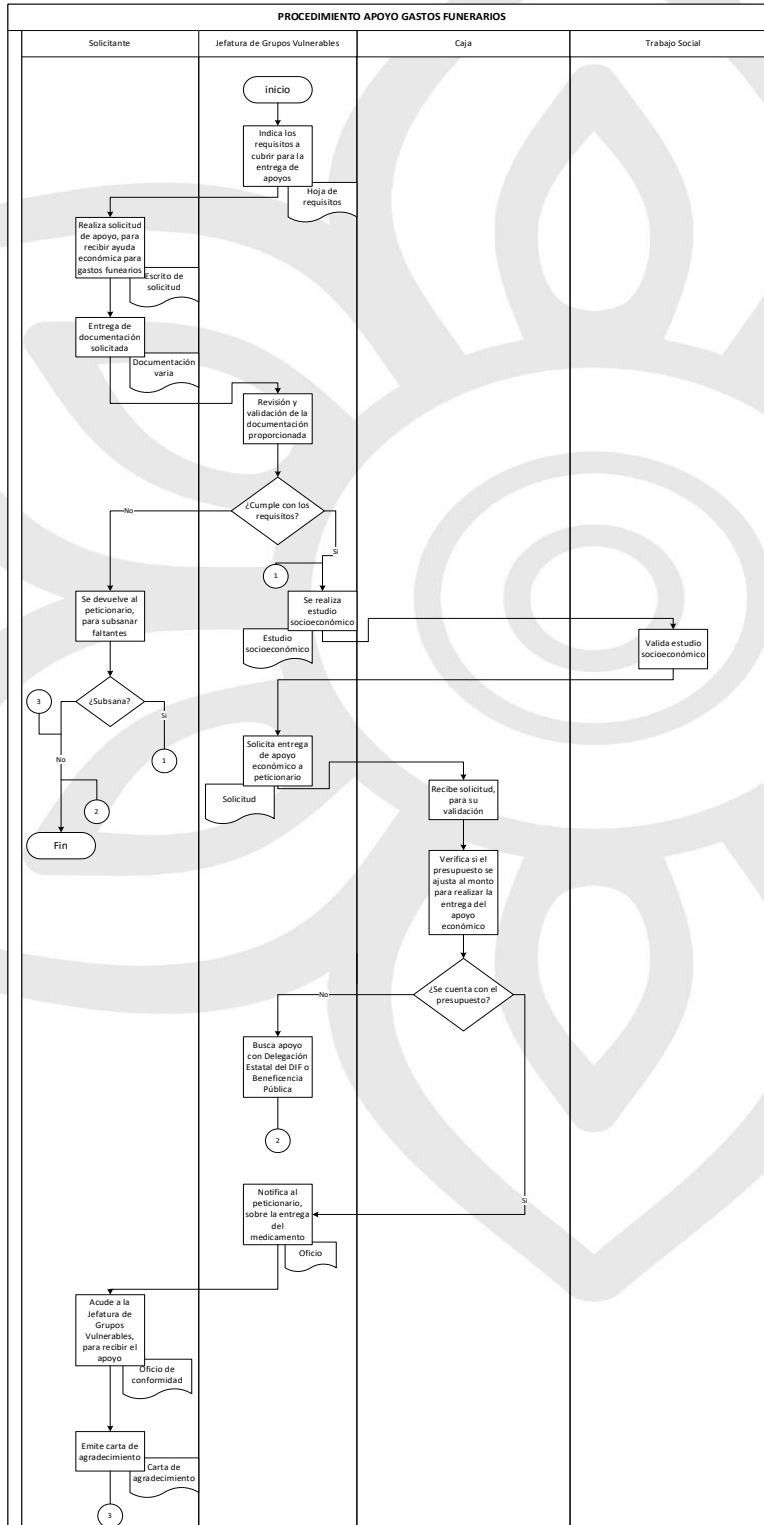 PROCEDIMIENTO APOYO GASTOS FUNERARIOS
Solicitante
Jefatura de Grupos Vulnerables
Caja
Trabajo Social
inicio
Indica los
requisitos a
cubrir para la
entrega de
apoyos
Hoja de
requisitos
Realiza solicitud
de apoyo, para
recibir ayuda
económica para
gastos funearios
Escrito de
solicitud
Entrega de
documentación
solicitada
Documentación
varia
Revisión y
validación de la
documentación
proporcionada
¿Cumple con los
requisitos?
No
Si
1
Se devuelve al
peticionario,
para subsanar
faltantes
Se realiza
estudio
socioeconómico
Estudio
socioeconómico
Valida estudio
socioeconómico
¿Subsana?
3
Si
No
1
2
Fin
Solicita entrega
de apoyo
económico a
peticionario
Solicitud
Recibe solicitud,
para su
validación
Verifica si el
presupuesto se
ajusta al monto
para realizar la
entrega del
apoyo
económico
¿Se cuenta con el
presupuesto?
No
Busca apoyo
con Delegación
Estatal del DIF o
Beneficencia
Pública
2
Si
Notifica al
peticionario,
sobre la entrega
del
medicamento
Oficio
Acude a la
Jefatura de
Grupos
Vulnerables,
para recibir el
apoyo
Oficio de
conformidad
Emite carta de
agradecimiento
Carta de
agradecimiento
3